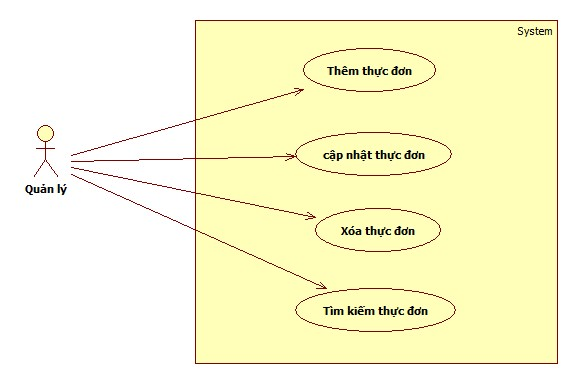 System
Thêm thực đơn
cập nhật thực đơn
Quản lý
Xóa thực đơn
Tìm kiếm thực đơn